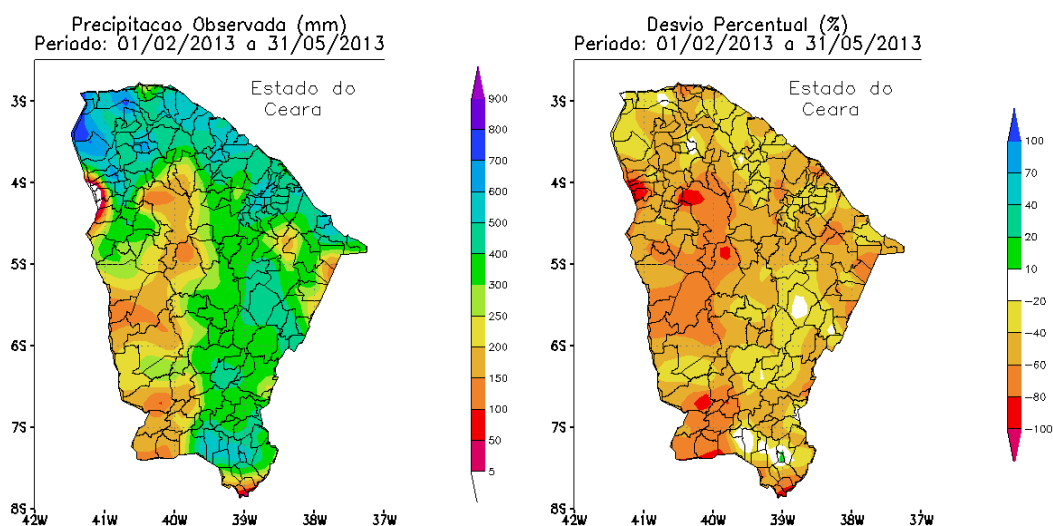 Precipitacao Observada (mm)
Periado: 01/02/2013 a 31/05/2013
Estado do
Ceara
3S
4S
5S
6S
7S
8S
42W 41W 40W 39W 38W 37W
900
800
700
600
500
400
300
250
200
150
100
50
5
Desvio Percentual (%)
Periado: 01/02/2013 a 31/05/2013
Estado do
Ceara
3S
4S
5S
6S
7S
8S
42W 41W 40W 39W 38W 37W
100
70
40
20
10
-20
-40
-60
-80
-100